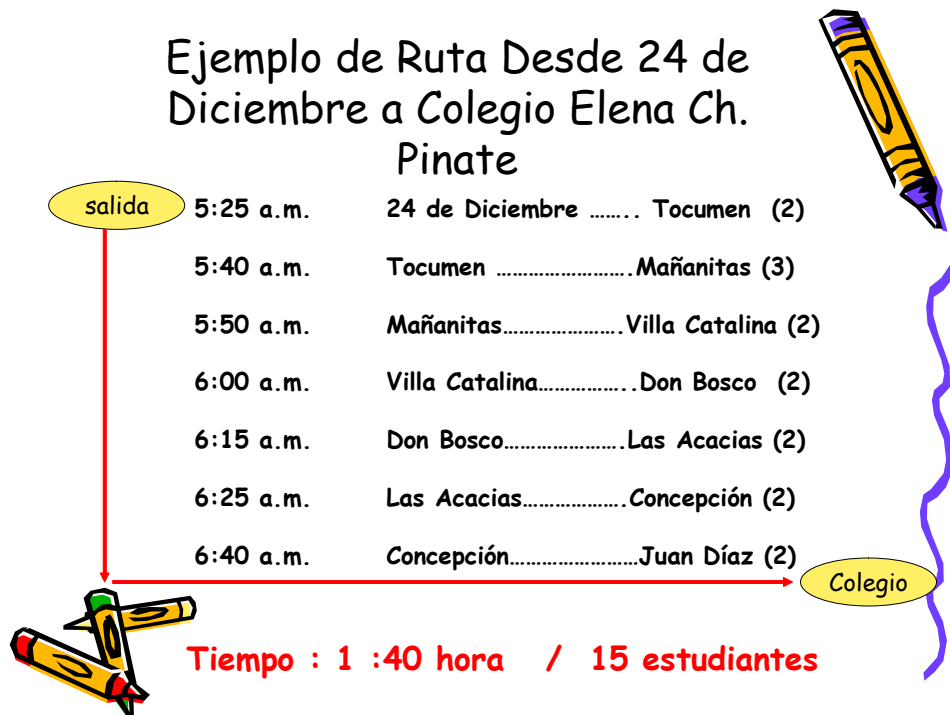 Ejemplo de Ruta Desde 24 de
Diciembre a Colegio Elena Ch.
Pinate
salida
5:25 a.m. 24 de Diciembre …….. Tocumen (2)
5:40 a.m. Tocumen …………………….Mañanitas (3)
5:50 a.m. Mañanitas………………….Villa Catalina (2)
6:00 a.m. Villa Catalina……………..Don Bosco (2)
6:15 a.m. Don Bosco………………….Las Acacias (2)
6:25 a.m. Las Acacias……………….Concepción (2)
6:40 a.m. Concepción……………………Juan Díaz (2)
Colegio
Tiempo : 1 :40 hora / 15 estudiantes